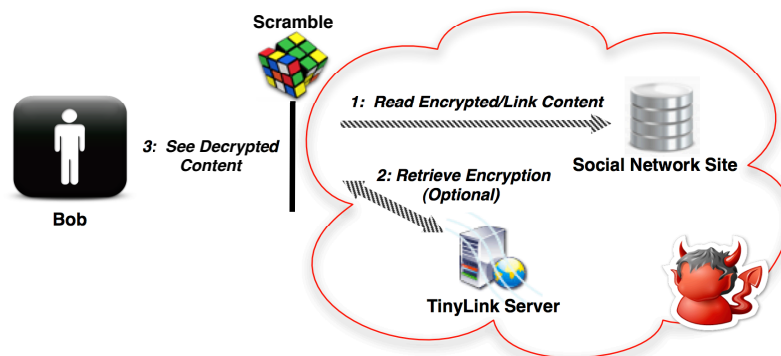 Scramble
1: Read Encrypted/Link Content
3: See Decrypted
Content
Social Network Site
2: Retrieve Encryption
(Optional)
Bob
TinyLink Server